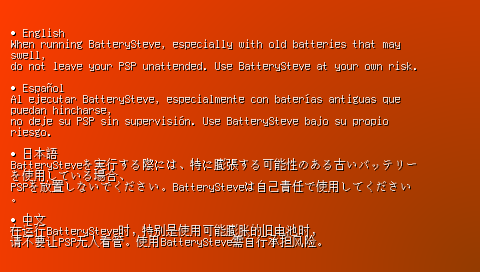 • English
When running BatterySteve, especially with old batteries that may
swell,
do not leave your PSP unattended. Use BatterySteve at your own risk.
• Español
Al ejecutar BatterySteve, especialmente con baterías antiguas que
puedan hincharse,
no deje su PSP sin supervisión. Use BatterySteve bajo su propio
riesgo.
• 日本語
BatterySteveを実行する際には、特に膨張する可能性のある古いバッテリー
を使用している場合、
PSPを放置しないでください。BatterySteveは自己責任で使用してください
。
• 中文
在运行BatterySteve时，特别是使用可能膨胀的旧电池时，
请不要让PSP无人看管。使用BatterySteve需自行承担风险。